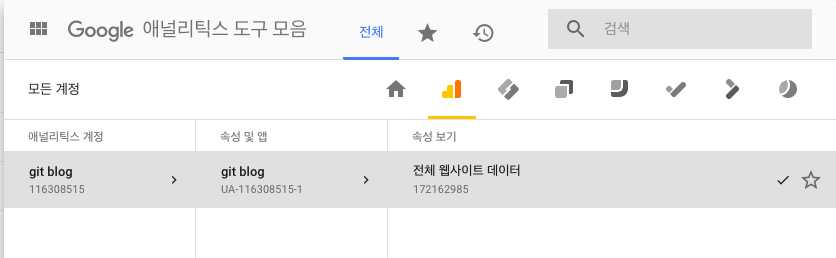 Google 애널리틱스 도구 모음
전체
검색
모든 계정
애널리틱스 계정
속성 및 앱
속성 보기
git blog
116308515
git blog
UA-116308515-1
전체 웹사이트 데이터
172162985